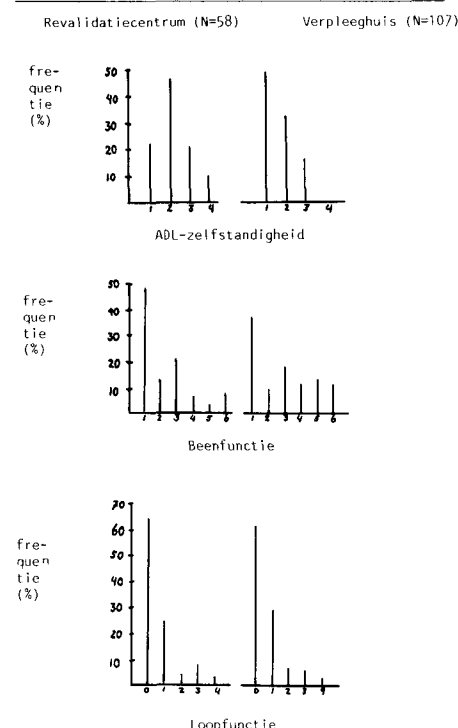 Revalidatiecentrum (N=58) Verpleeghuis (N=107)
fre-
quen
tie
(%)
50
40
30
20
10
1 2 3 4 1 2 3 4
ADL-zelfstandigheid
fre-
quen
tie
(%)
50
40
30
20
10
1 2 3 4 5 6 1 2 3 4 5 6
Beenfunctie
fre-
quen
tie
(%)
70
60
50
40
30
20
10
0 1 2 3 4 0 1 2 3 4
Loopfunctie